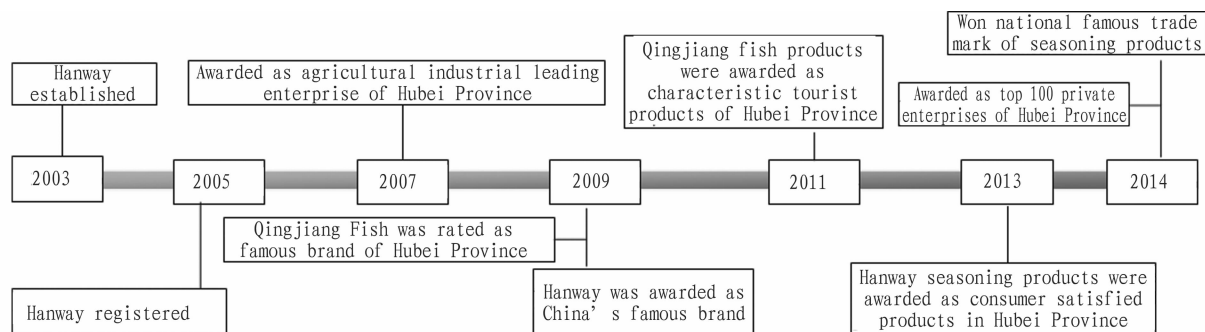 Hanway
established
Awarded as agricultural industrial leading
enterprise of Hubei Province
Qingjiang fish products
were awarded as
characteristic tourist
products of Hubei Province
Won national famous trade
mark of seasoning products
Awarded as top 100 private
enterprises of Hubei Province
2003
2005
2007
2009
2011
2013
2014
Qingjiang Fish was rated as
famous brand of Hubei Province
Hanway registered
Hanway was awarded as
China's famous brand
Hanway seasoning products were
awarded as consumer satisfied
products in Hubei Province